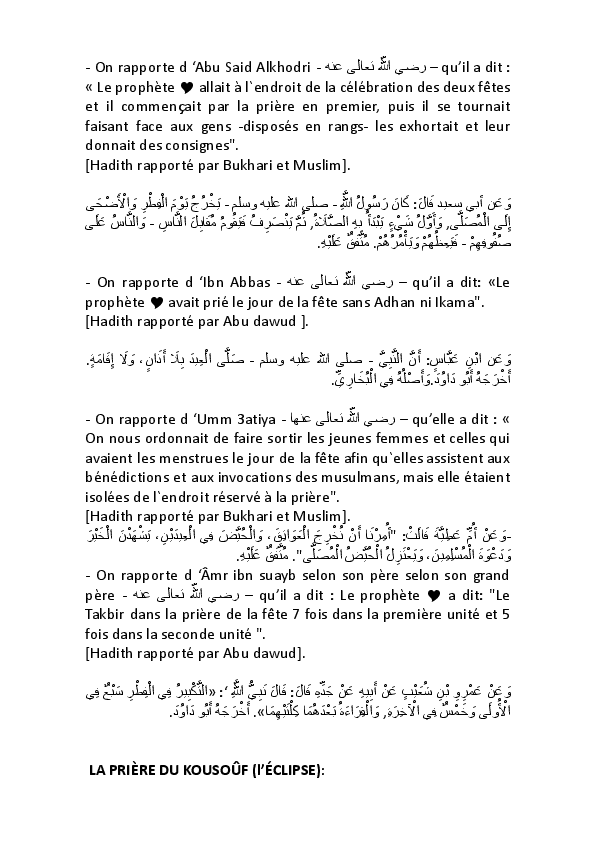 - On rapporte d ‘Abu Said Alkhodri - رضي الله تعالى عنه – qu’il a dit :
« Le prophète ♥ allait à l`endroit de la célébration des deux fêtes
et il commençait par la prière en premier, puis il se tournait
faisant face aux gens -disposés en rangs- les exhortait et leur
donnait des consignes".
[Hadith rapporté par Bukhari et Muslim].
وَعَن أبي سعيد قَالَ: كَانَ رَسُولُ اللَّهِ - صلى الله عليه وسلم - يَخْرُجُ يَوْمَ الْفِطْرِ وَالْأَضْحَى
إِلَى الْمُصَلَّى, وَأَوَّلُ شَيْءٍ يَبْدَأُ بِهِ الصَّلَاةُ, ثُمَّ يَنْصَرِفُ فَيَقُومُ مُقَابِلَ النَّاسِ - وَالنَّاسُ عَلَى
صُفُوفِهِمْ - فَيَعِظُهُمْ وَيَأْمُرُهُمْ. مُتَّفَقٌ عَلَيْهِ.
- On rapporte d ‘Ibn Abbas - رضي الله تعالى عنه – qu’il a dit: «Le
prophète ♥ avait prié le jour de la fête sans Adhan ni Ikama".
[Hadith rapporté par Abu dawud ].
وَعَن ابْنِ عَبَّاسٍ: أَنَّ النَّبِيَّ - صلى الله عليه وسلم - صَلَّى الْعِيدَ بِلَا أَذَانٍ، وَلَا إِقَامَةٍ.
أَخْرَجَهُ أَبُو دَاوُدَ.وَأَصْلُهُ فِي الْبُخَارِيِّ.
- On rapporte d ‘Umm 3atiya - رضي الله تعالى عنها – qu’elle a dit : «
On nous ordonnait de faire sortir les jeunes femmes et celles qui
avaient les menstrues le jour de la fête afin qu`elles assistent aux
bénédictions et aux invocations des musulmans, mais elle étaient
isolées de l`endroit réservé à la prière".
[Hadith rapporté par Bukhari et Muslim].
-وَعَنْ أُمِّ عَطِيَّةَ قَالَتْ: "أُمِرْنَا أَنْ نُخْرِجَ الْعَوَاتِقَ، وَالْحُيَّضَ فِي الْعِيدَيْنِ، يَشْهَدْنَ الْخَيْرَ
وَدَعْوَةَ الْمُسْلِمِينَ، وَيَعْتَزِلُ الْحُيَّضُ الْمُصَلَّى". مُتَّفَقٌ عَلَيْهِ.
- On rapporte d ‘Âmr ibn suayb selon son père selon son grand
père - رضي الله تعالى عنه – qu’il a dit : Le prophète ♥ a dit: "Le
Takbir dans la prière de la fête 7 fois dans la première unité et 5
fois dans la seconde unité ".
[Hadith rapporté par Abu dawud].
وَعَنْ عَمْرِو بْنِ شُعَيْبٍ عَنْ أَبِيهِ عَنْ جَدِّهِ قَالَ: قَالَ نَبِيُّ اللَّهِ ‘: «التَّكْبِيرُ فِي الْفِطْرِ سَبْعٌ فِي
الْأُولَى وَخَمْسٌ فِي الْآخِرَةِ, وَالْقِرَاءَةُ بَعْدَهُمَا كِلْتَيْهِمَا». أَخْرَجَهُ أَبُو دَاوُدَ.
LA PRIÈRE DU KOUSOÛF (l’ÉCLIPSE):